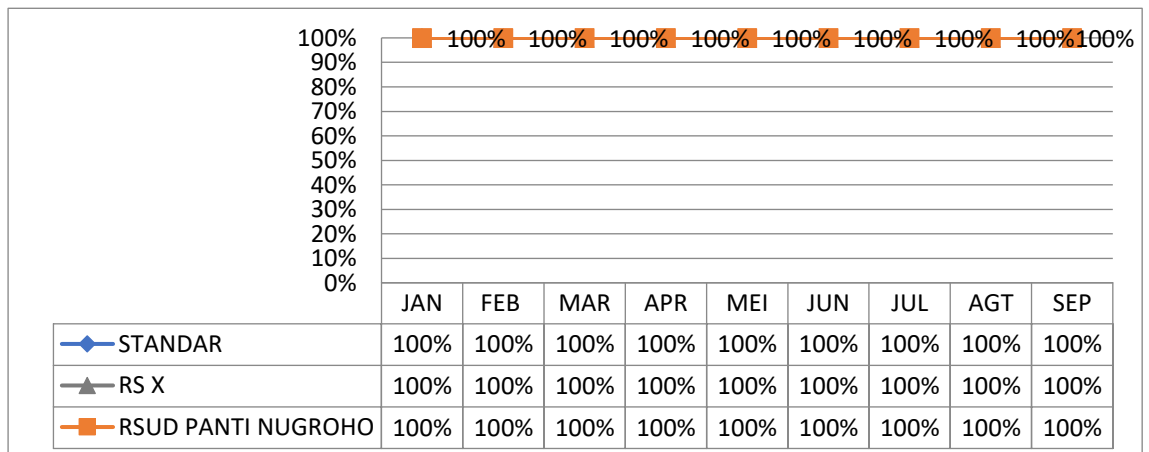 100%
90%
80%
70%
60%
50%
40%
30%
20%
10%
0%
100% 100% 100% 100% 100% 100% 100% 100% 100%
JAN FEB MAR APR MEI JUN JUL AGT SEP
STANDAR 100% 100% 100% 100% 100% 100% 100% 100% 100%
RS X 100% 100% 100% 100% 100% 100% 100% 100% 100%
RSUD PANTI NUGROHO 100% 100% 100% 100% 100% 100% 100% 100% 100%